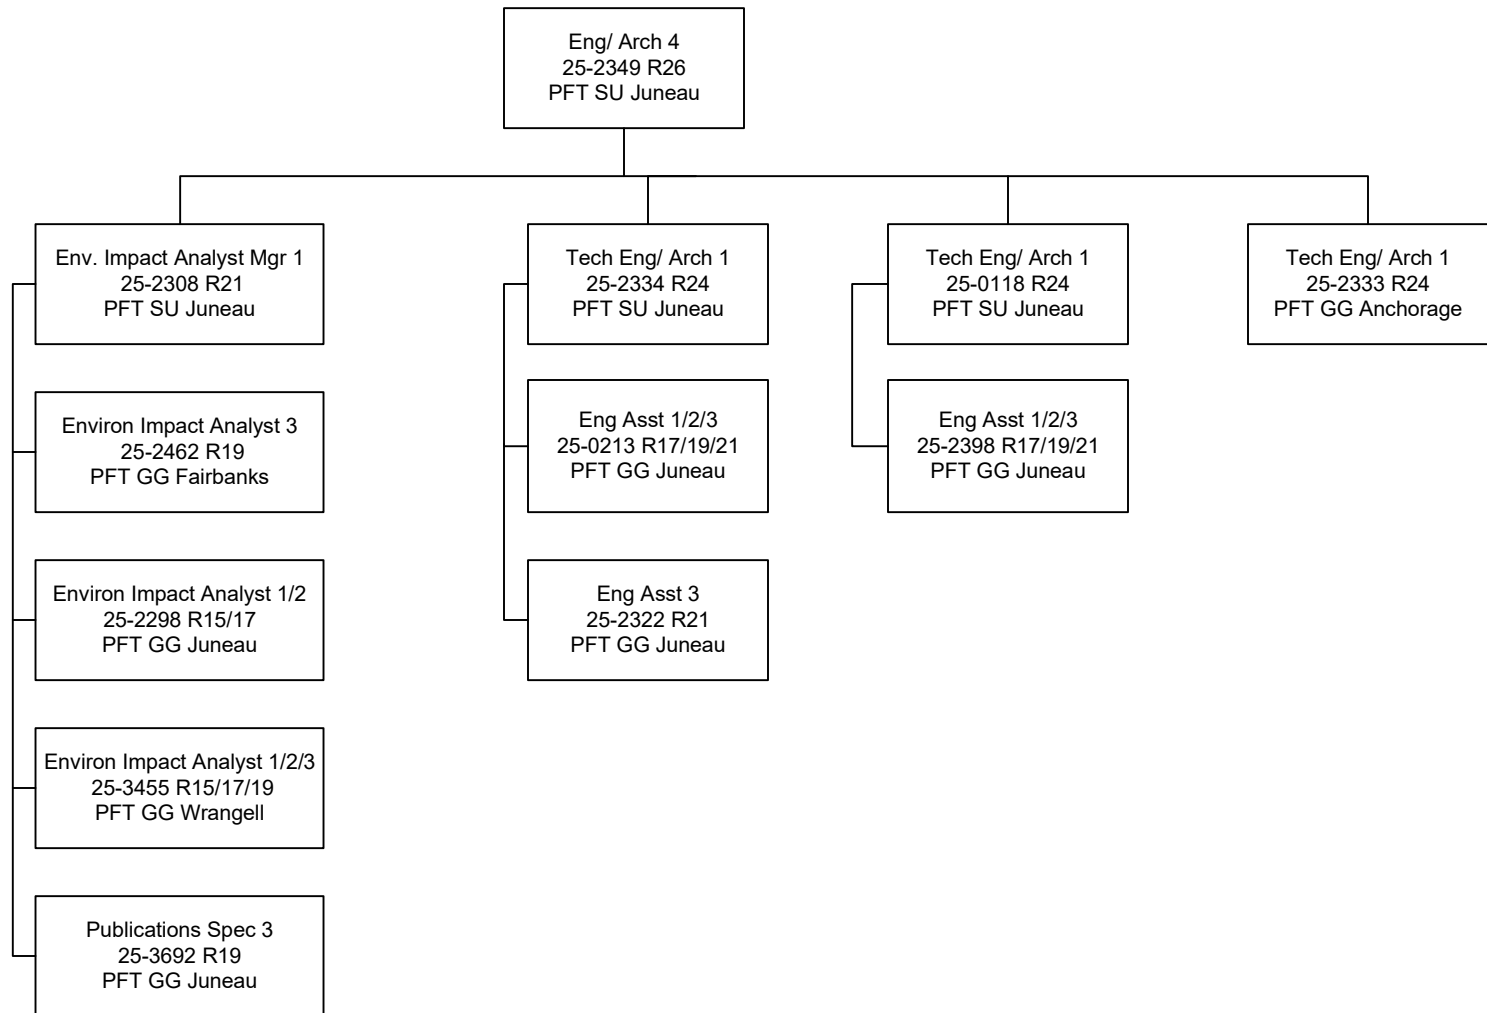 Eng/ Arch 4
25-2349 R26
PFT SU Juneau
Env. Impact Analyst Mgr 1
25-2308 R21
PFT SU Juneau
Tech Eng/ Arch 1
25-2334 R24
PFT SU Juneau
Tech Eng/ Arch 1
25-0118 R24
PFT SU Juneau
Tech Eng/ Arch 1
25-2333 R24
PFT GG Anchorage
Environ Impact Analyst 3
25-2462 R19
PFT GG Fairbanks
Eng Asst 1/2/3
25-0213 R17/19/21
PFT GG Juneau
Eng Asst 1/2/3
25-2398 R17/19/21
PFT GG Juneau
Environ Impact Analyst 1/2
25-2298 R15/17
PFT GG Juneau
Eng Asst 3
25-2322 R21
PFT GG Juneau
Environ Impact Analyst 1/2/3
25-3455 R15/17/19
PFT GG Wrangell
Publications Spec 3
25-3692 R19
PFT GG Juneau